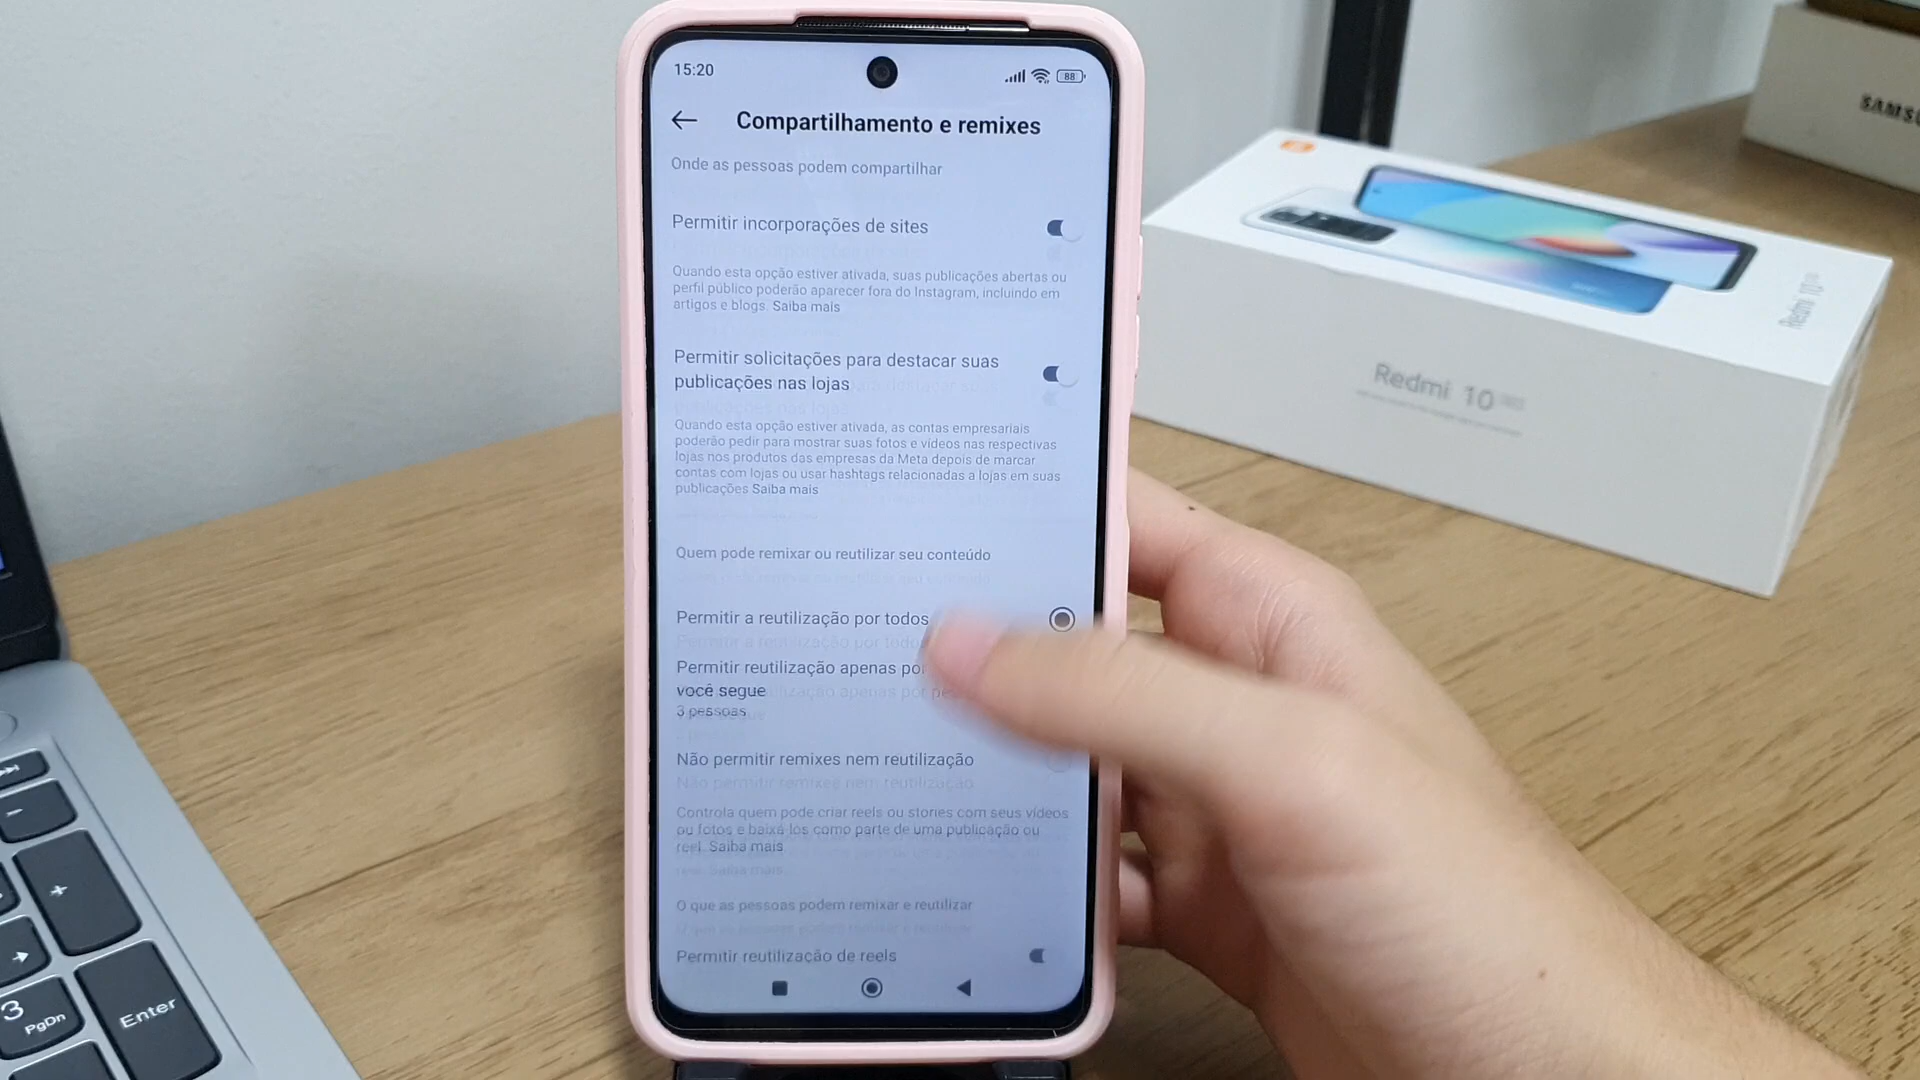 15:20
88
Compartilhamento e remixes
Onde as pessoas podem compartilhar
Permitir incorporações de sites
Quando esta opção estiver ativada, suas publicações abertas ou
perfil público poderão aparecer fora do Instagram, incluindo em
artigos e blogs. Saiba mais
Permitir solicitações para destacar suas
publicações nas lojas
Quando esta opção estiver ativada, as contas empresariais
poderão pedir para mostrar suas fotos e vídeos nas respectivas
lojas nos produtos das empresas da Meta depois de marcar
contas com lojas ou usar hashtags relacionadas a lojas em suas
publicações Saiba mais
Quem pode remixar ou reutilizar seu conteúdo
Permitir a reutilização por todos
Permitir reutilização apenas por
você segue
3 pessoas
Não permitir remixes nem reutilização
Controla quem pode criar reels ou stories com seus vídeos
ou fotos e baixá-los como parte de uma publicação ou
reel. Saiba mais
O que as pessoas podem remixar e reutilizar
Permitir reutilização de reels
Redmi 10
Redmi 10
SAMSU
+
-
3
PgDn
Enter